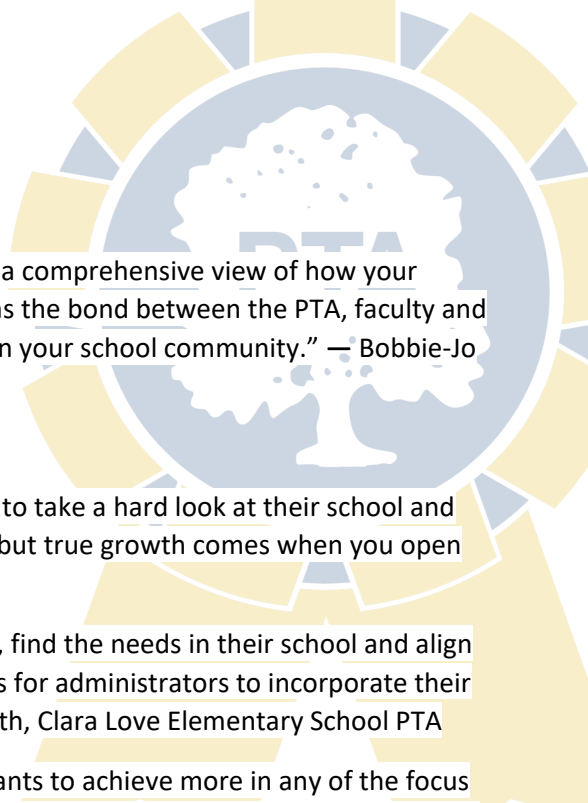 PTA
a comprehensive view of how your
s the bond between the PTA, faculty and
n your school community.” — Bobbie-Jo
to take a hard look at their school and
but true growth comes when you open
, find the needs in their school and align
s for administrators to incorporate their
th, Clara Love Elementary School PTA
ants to achieve more in any of the focus